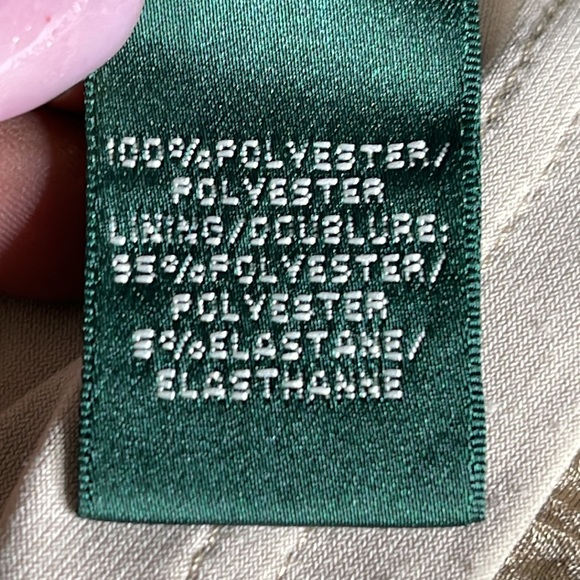 100%POLYESTER/
POLYESTER
LINING/DOUBLURE:
95%POLYESTER/
POLYESTER
5%ELASTANE/
ELASTHANNE